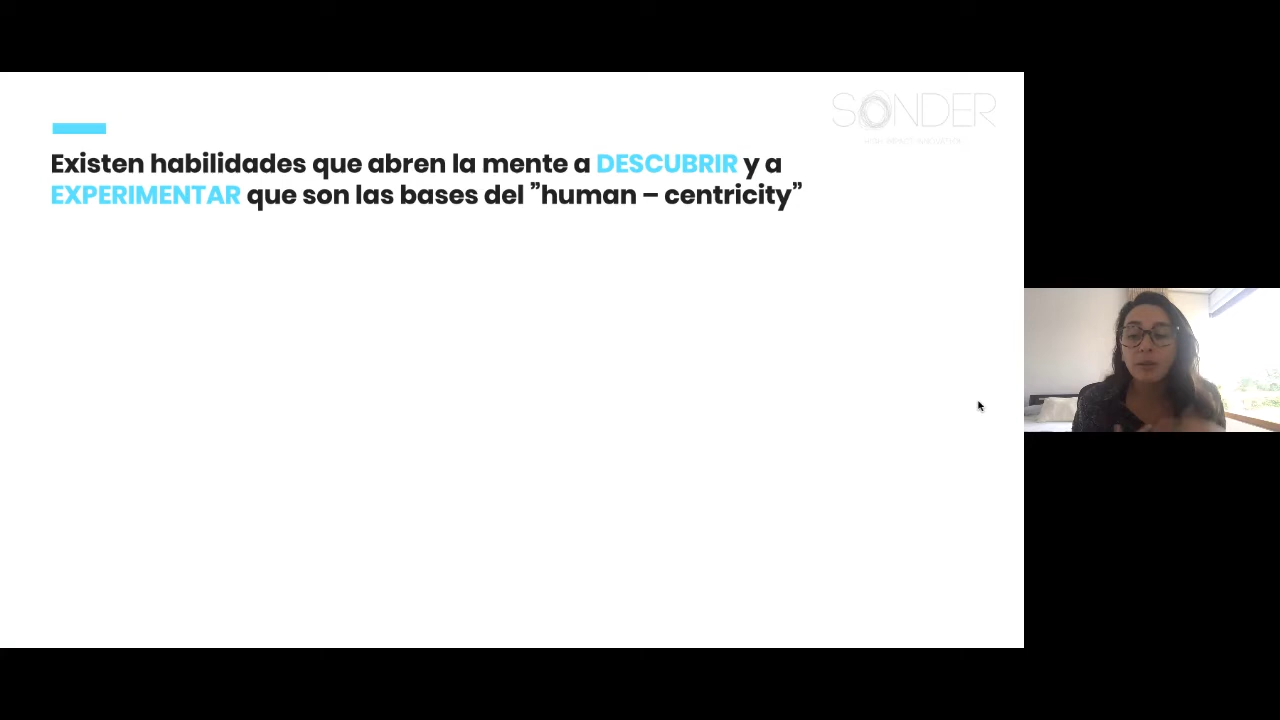 SONDER
Existen habilidades que abren la mente a DESCUBRIR y a
EXPERIMENTAR que son las bases del ”human – centricity”